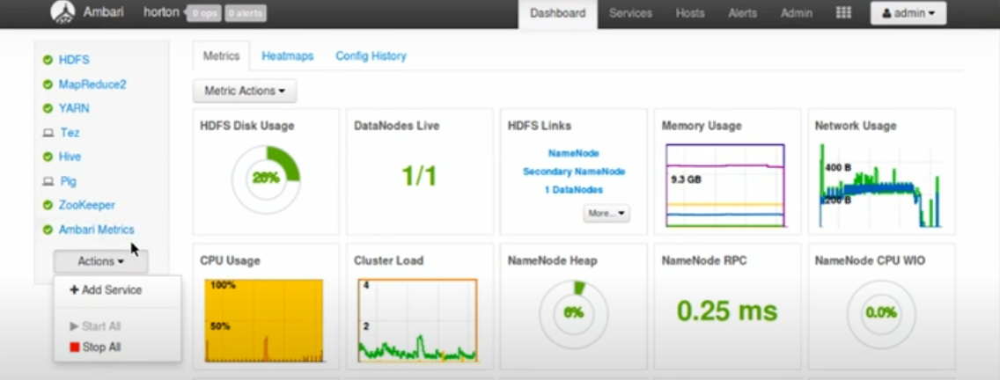 Ambari horton 0 ops 0 alerts Dashboard Services Hosts Alerts Admin admin
HDFS
MapReduce2
YARN
Tez
Hive
Pig
ZooKeeper
Ambari Metrics
Actions
Add Service
Start All
Stop All
Metrics Heatmaps Config History
Metric Actions
HDFS Disk Usage
26%
DataNodes Live
1/1
HDFS Links
NameNode
Secondary NameNode
1 DataNodes
More...
Memory Usage
9.3 GB
Network Usage
400 B
200 B
CPU Usage
100%
50%
Cluster Load
4
2
NameNode Heap
6%
NameNode RPC
0.25 ms
NameNode CPU WIO
0.0%